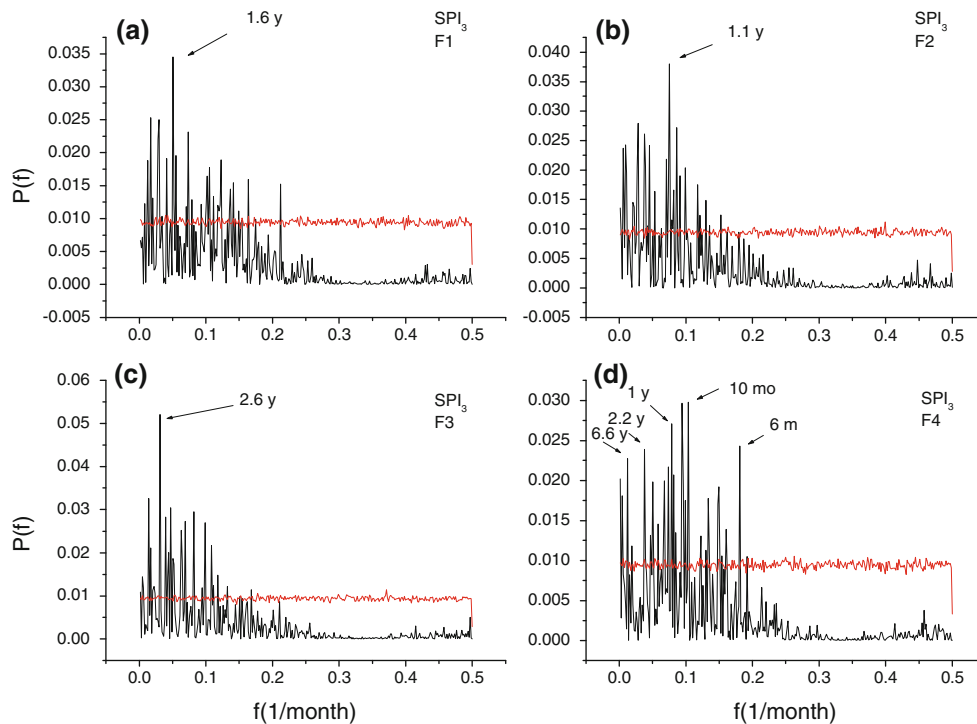 (a)
1.6 y
SPI3
F1
P(f)
0.035
0.030
0.025
0.020
0.015
0.010
0.005
0.000
-0.005
0.0 0.1 0.2 0.3 0.4 0.5
(b)
1.1 y
SPI3
F2
0.040
0.035
0.030
0.025
0.020
0.015
0.010
0.005
0.000
-0.005
0.0 0.1 0.2 0.3 0.4 0.5
(c)
2.6 y
SPI3
F3
P(f)
0.06
0.05
0.04
0.03
0.02
0.01
0.00
0.0 0.1 0.2 0.3 0.4 0.5
f(1/month)
(d)
1 y
10 mo
2.2 y
6.6 y
6 m
SPI3
F4
0.030
0.025
0.020
0.015
0.010
0.005
0.000
0.0 0.1 0.2 0.3 0.4 0.5
f(1/month)